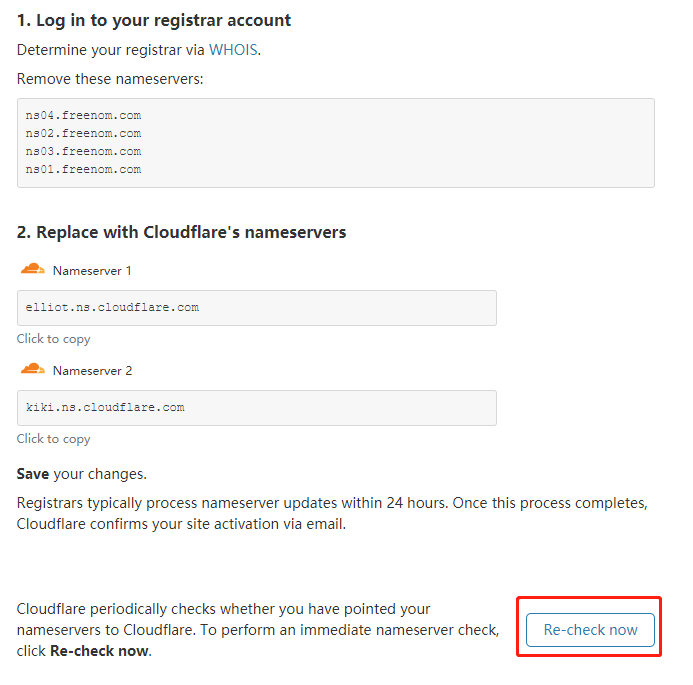 1. Log in to your registrar account
Determine your registrar via WHOIS.
Remove these nameservers:
ns04.freenom.com
ns02.freenom.com
ns03.freenom.com
ns01.freenom.com
2. Replace with Cloudflare's nameservers
Nameserver 1
elliot.ns.cloudflare.com
Click to copy
Nameserver 2
kiki.ns.cloudflare.com
Click to copy
Save your changes.
Registrars typically process nameserver updates within 24 hours. Once this process completes,
Cloudflare confirms your site activation via email.
Cloudflare periodically checks whether you have pointed your
nameservers to Cloudflare. To perform an immediate nameserver check,
click Re-check now.
Re-check now